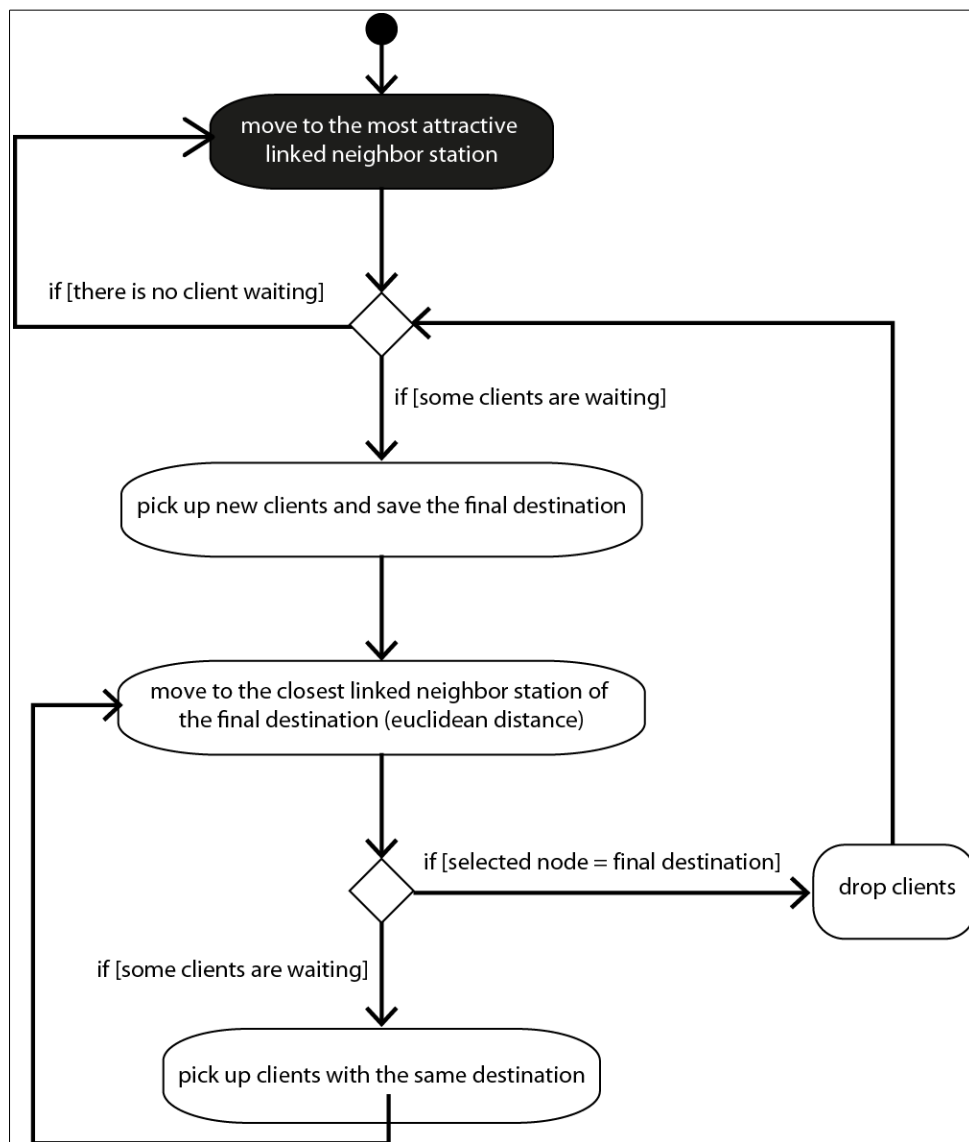 move to the most attractive
linked neighbor station
if [there is no client waiting]
if [some clients are waiting]
pick up new clients and save the final destination
move to the closest linked neighbor station of
the final destination (euclidean distance)
if [selected node = final destination]
drop clients
if [some clients are waiting]
pick up clients with the same destination